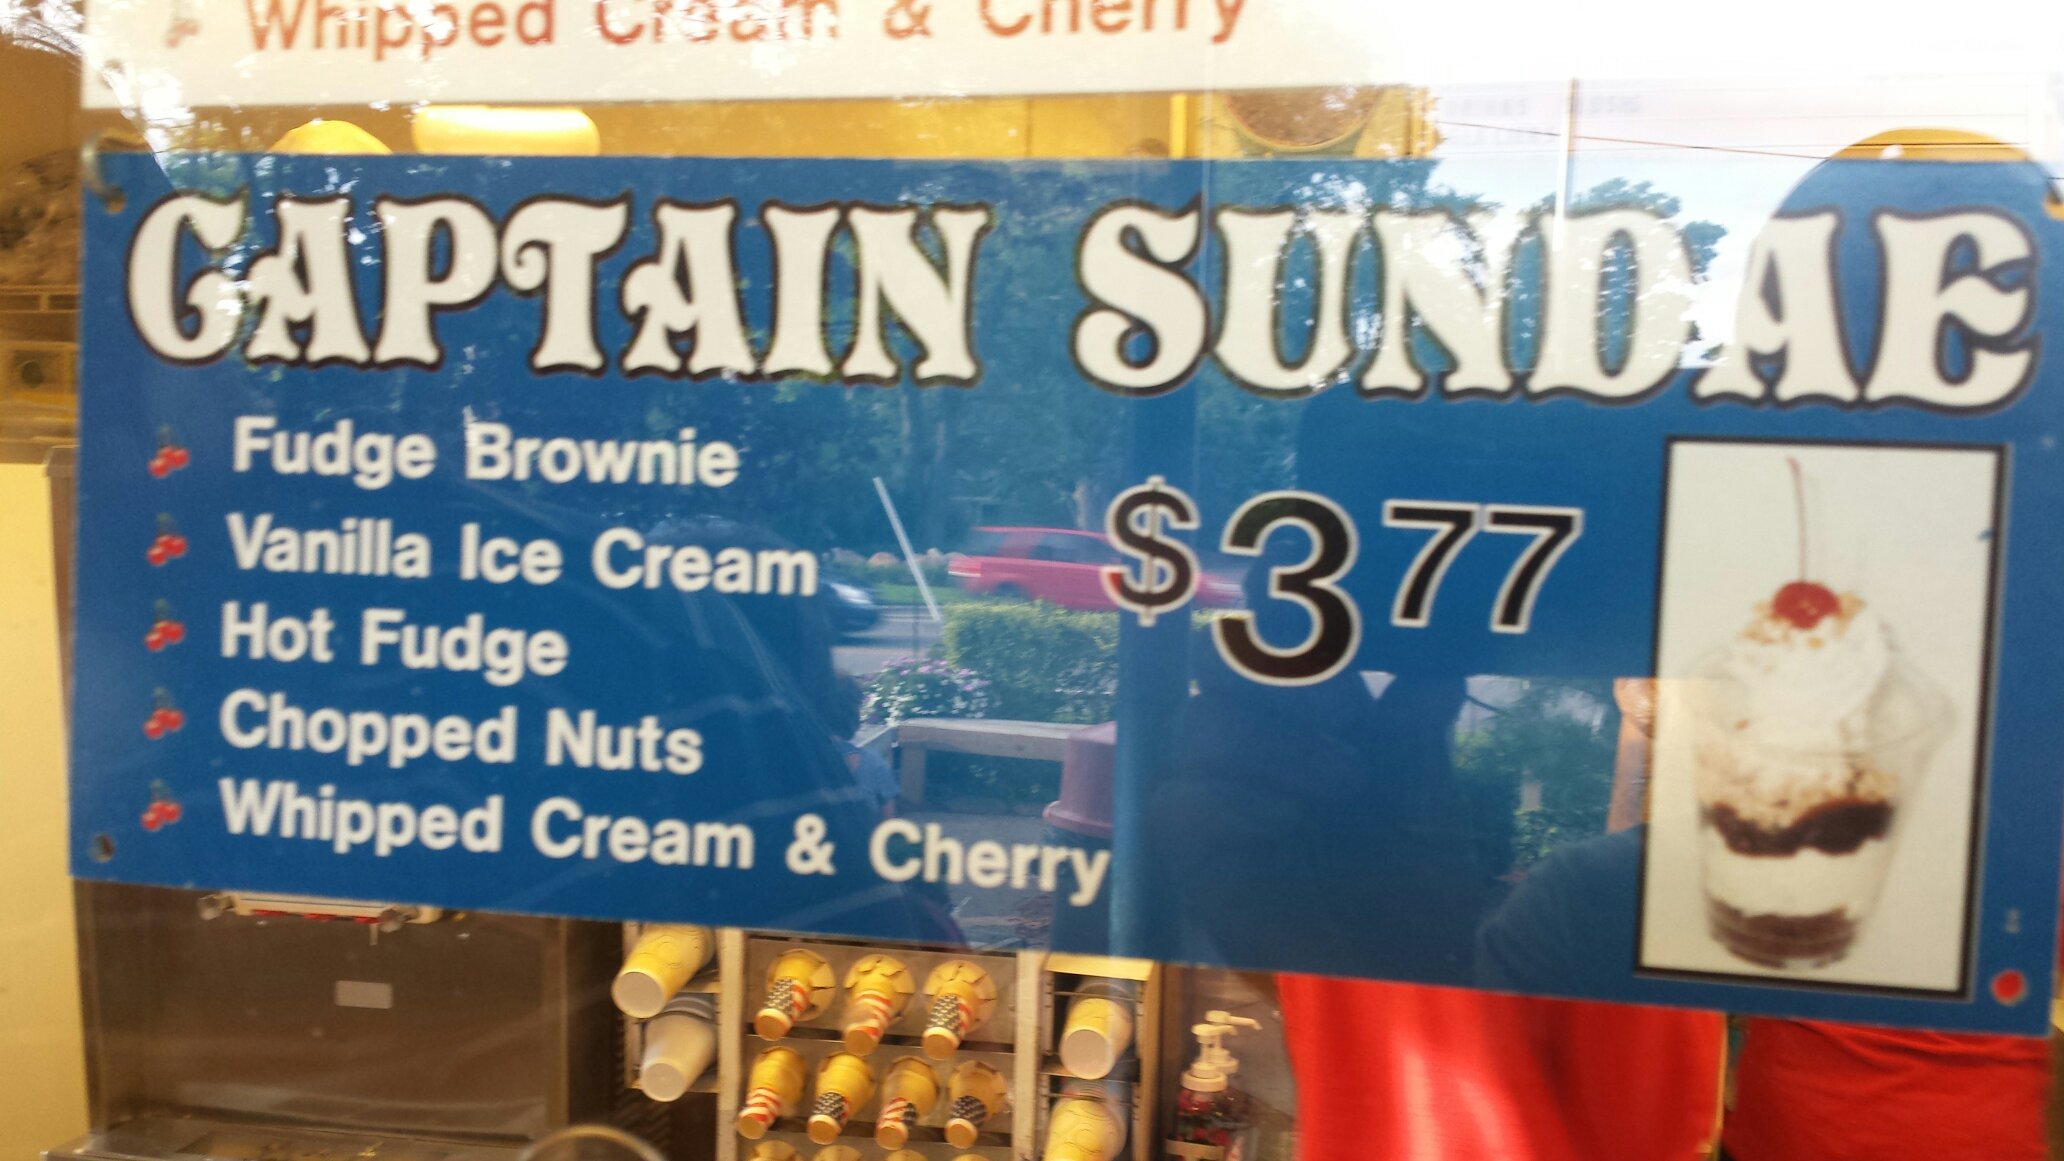 Whipped Cream & Cherry
CAPTAIN SUNDAE
Fudge Brownie
Vanilla Ice Cream
Hot Fudge
Chopped Nuts
Whipped Cream & Cherry
$377